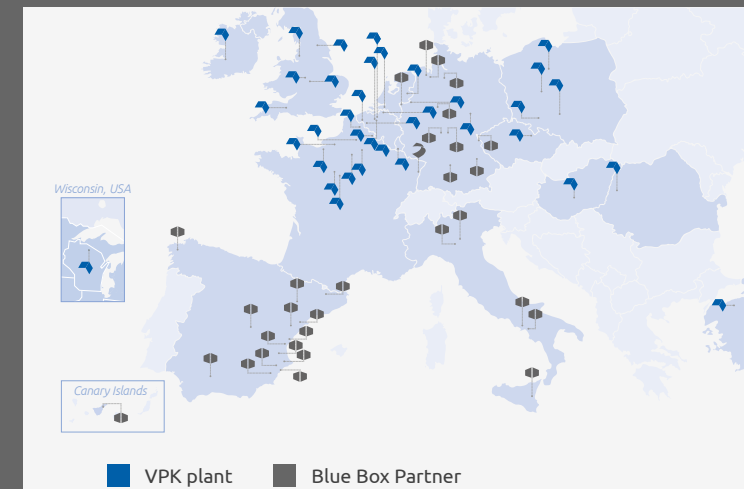 Wisconsin, USA
Canary Islands
VPK plant
Blue Box Partner